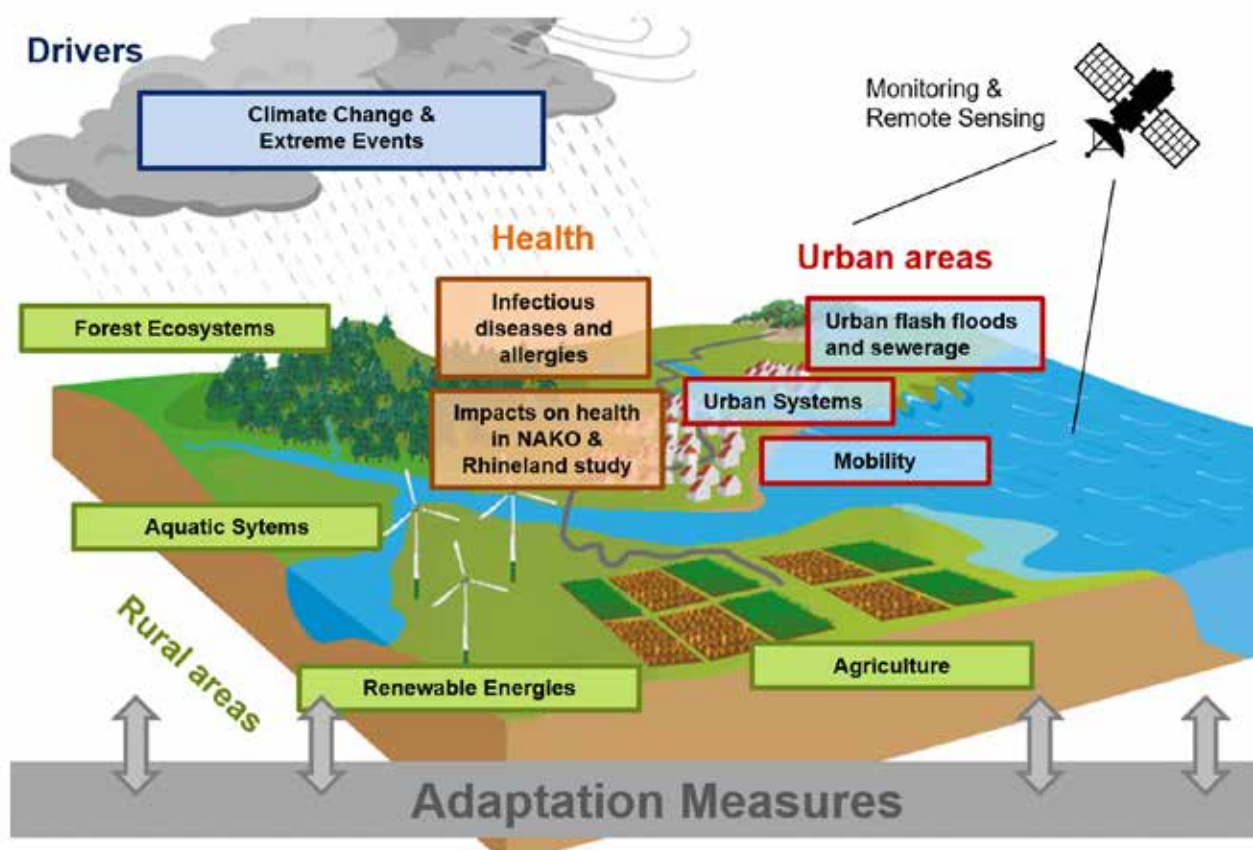 Drivers
Climate Change &
Extreme Events
Monitoring &
Remote Sensing
Health
Urban areas
Infectious
diseases and
allergies
Urban flash floods
and sewerage
Forest Ecosystems
Urban Systems
Impacts on health
in NAKO &
Rhineland study
Mobility
Aquatic Sytems
Rural areas
Renewable Energies
Agriculture
Adaptation Measures